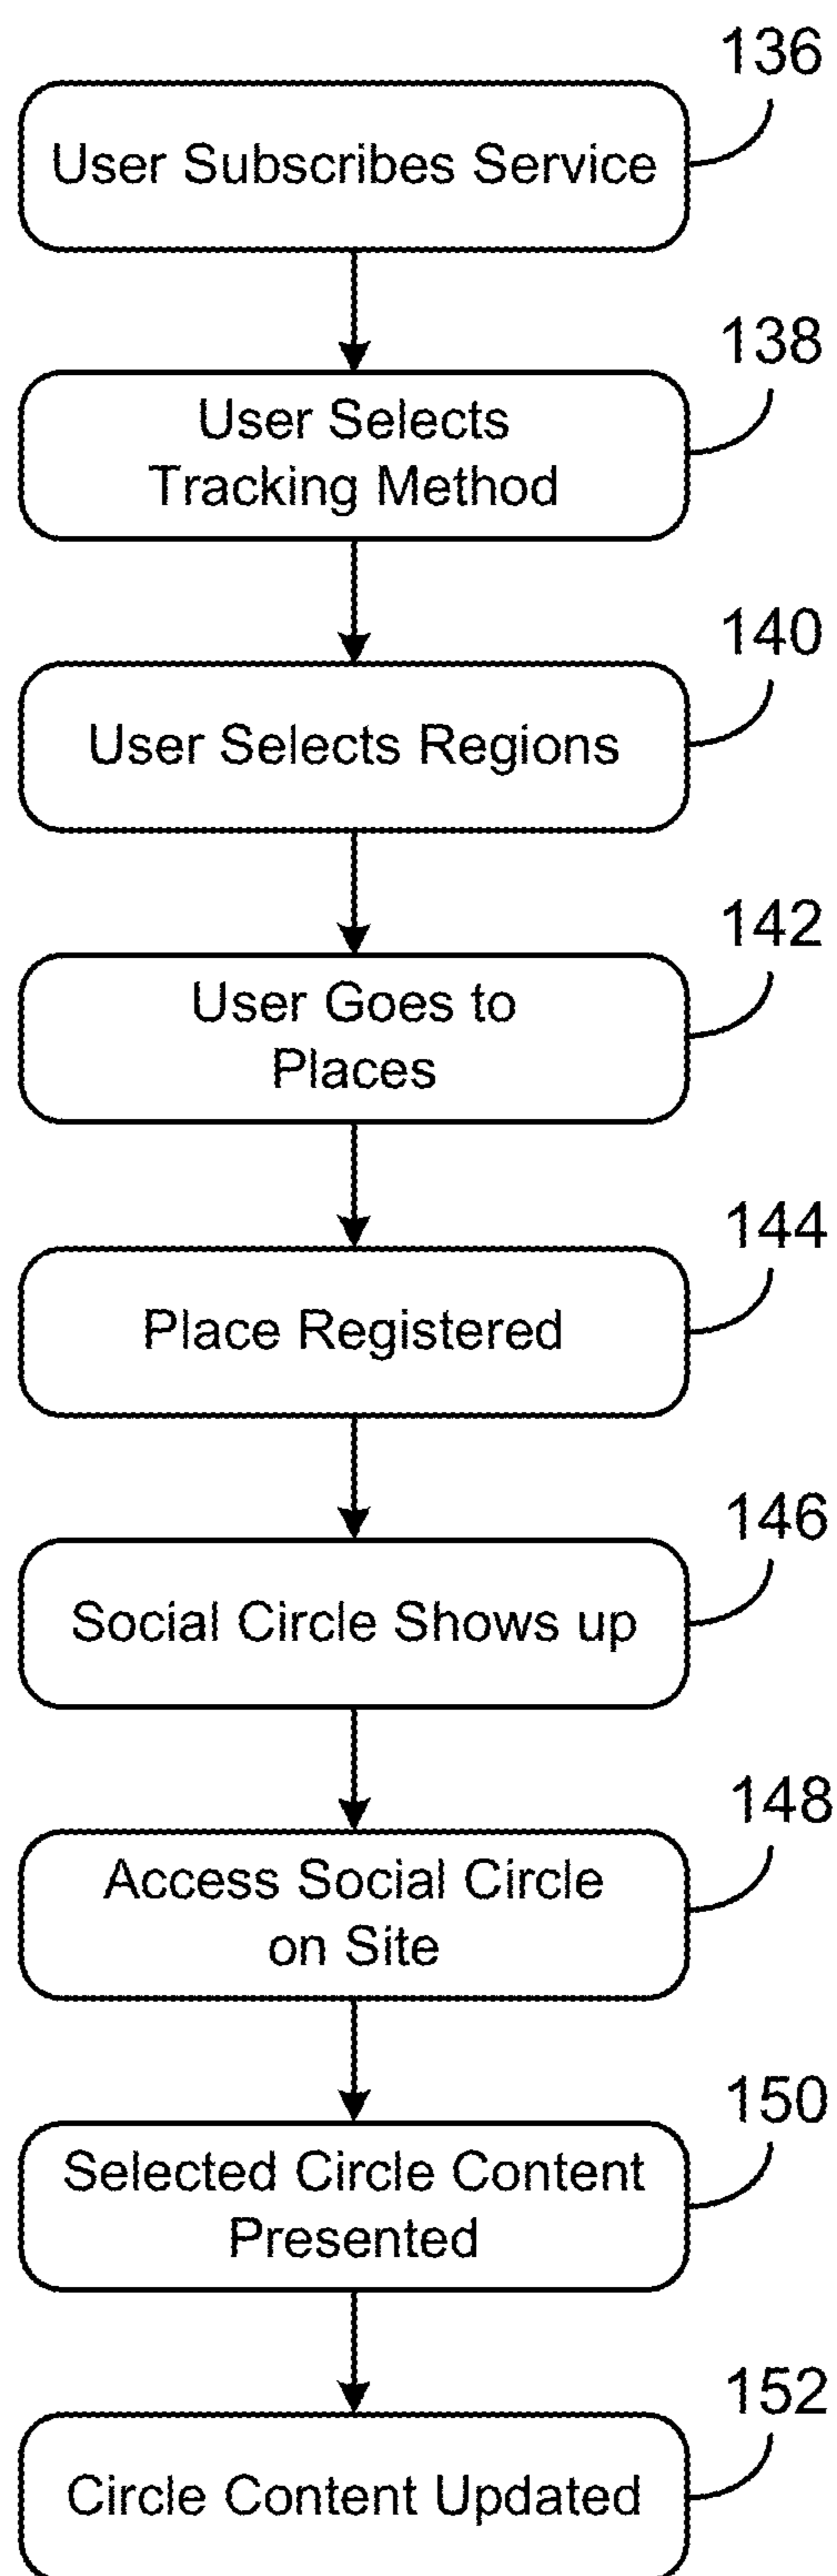 136
User Subscribes Service
138
User Selects
Tracking Method
140
User Selects Regions
142
User Goes to
Places
144
Place Registered
146
Social Circle Shows up
148
Access Social Circle
on Site
150
Selected Circle Content
Presented
152
Circle Content Updated